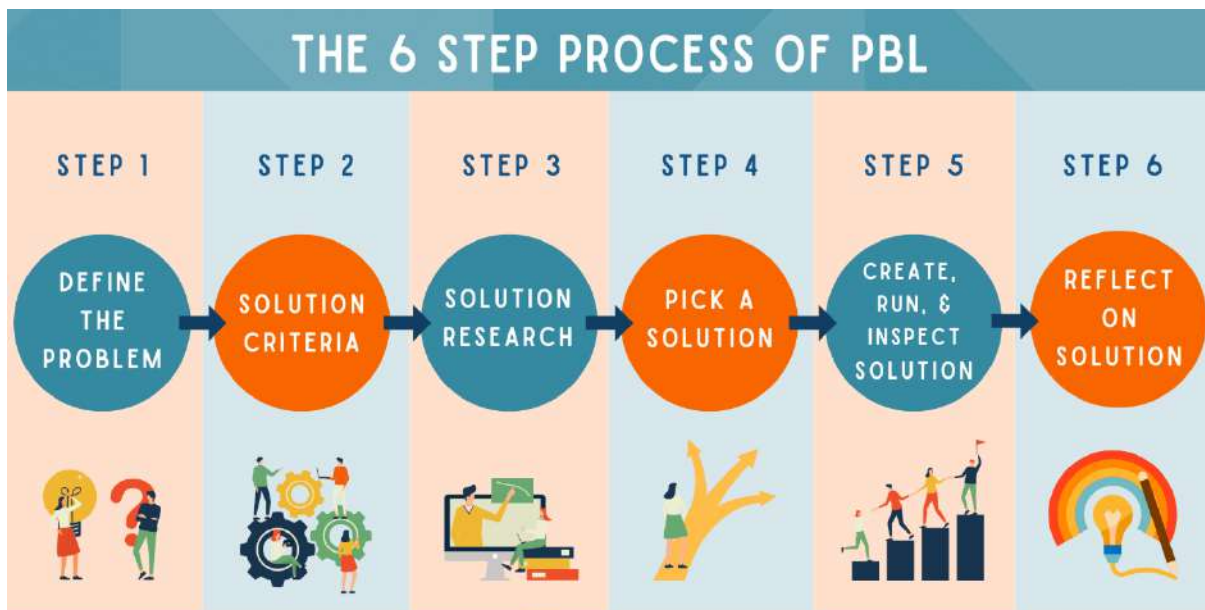 THE 6 STEP PROCESS OF PBL
STEP 1
DEFINE
THE
PROBLEM
STEP 2
SOLUTION
CRITERIA
STEP 3
SOLUTION
RESEARCH
STEP 4
PICK A
SOLUTION
STEP 5
CREATE,
RUN, &
INSPECT
SOLUTION
STEP 6
REFLECT
ON
SOLUTION